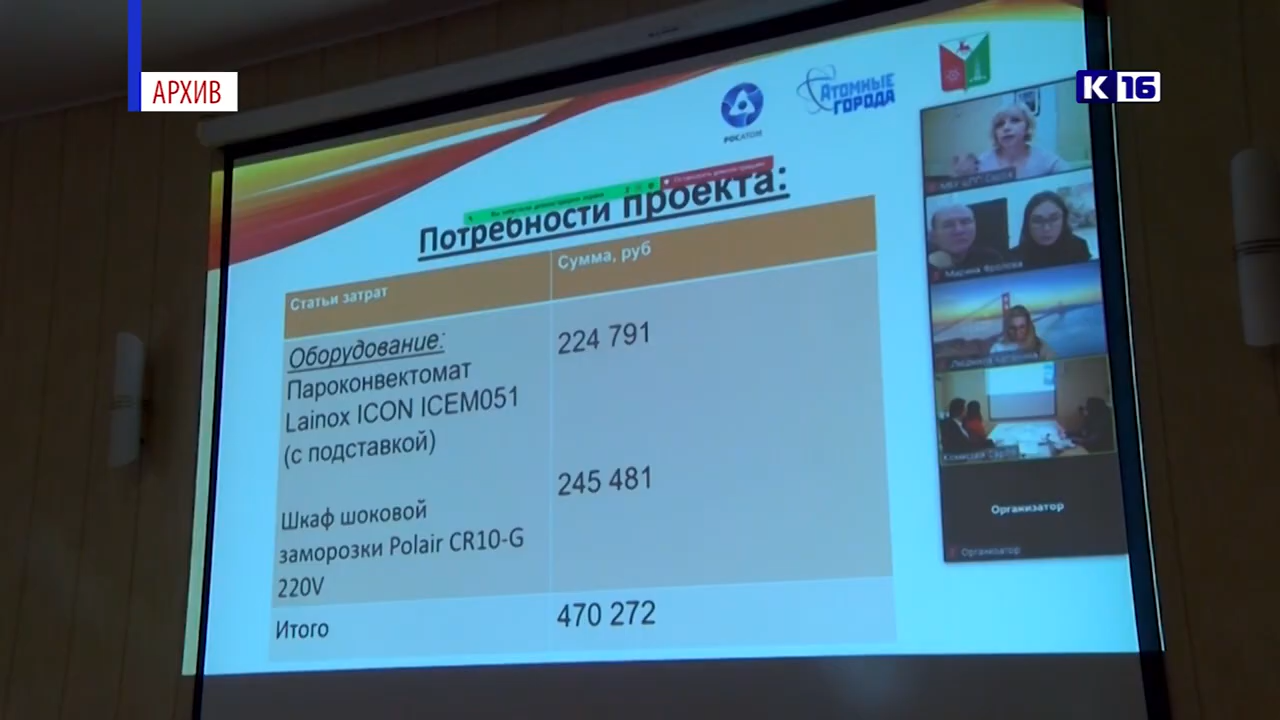 АРХИВ
К 16
РОСАТОМ
АТОМНЫЕ
ГОРОДА
Потребности проекта:
Статьи затрат
Сумма, руб
Оборудование:
Пароконвектомат
Lainox ICON ICEM051
(с подставкой)
224 791
Шкаф шоковой
заморозки Polair CR10-G
220V
245 481
Итого
470 272
Марина Фролова
Организатор
Организатор